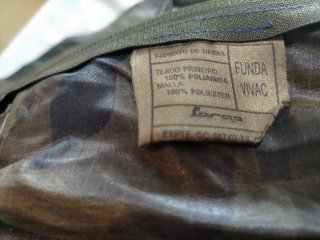 EJERCITO DE TIERRA
TEJIDO PRINCIPAL
100% POLIAMIDA
MALLA
100% POLIESTER
FUNDA
VIVAC